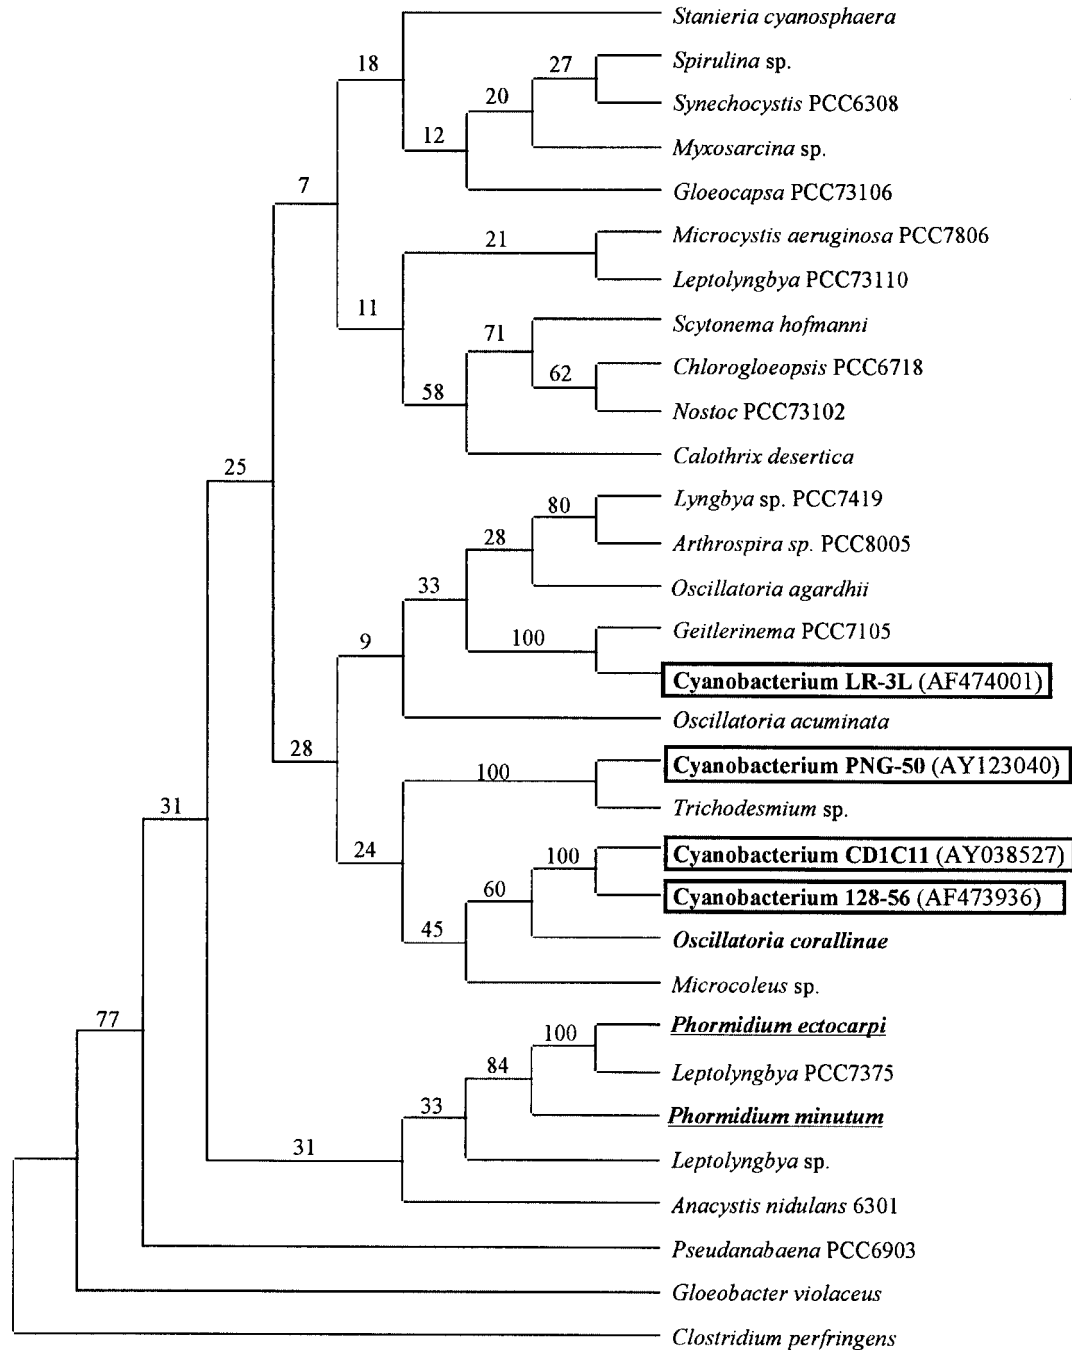 Stanieria cyanosphaera
18
27
Spirulina sp.
20
Synechocystis PCC6308
12
Myxosarcina sp.
7
Gloeocapsa PCC73106
21
Microcystis aeruginosa PCC7806
Leptolyngbya PCC73110
11
Scytonema hofmanni
71
Chlorogloeopsis PCC6718
62
58
Nostoc PCC73102
Calothrix desertica
25
Lyngbya sp. PCC7419
80
28
Arthrospira sp. PCC8005
33
Oscillatoria agardhii
Geitlerinema PCC7105
9
100
Cyanobacterium LR-3L (AF474001)
Oscillatoria acuminata
28
Cyanobacterium PNG-50 (AY123040)
100
31
Trichodesmium sp.
24
Cyanobacterium CD1C11 (AY038527)
100
60
Cyanobacterium 128-56 (AF473936)
45
Oscillatoria corallinae
Microcoleus sp.
77
Phormidium ectocarpi
100
84
Leptolyngbya PCC7375
33
Phormidium minutum
31
Leptolyngbya sp.
Anacystis nidulans 6301
Pseudanabaena PCC6903
Gloeobacter violaceus
Clostridium perfringens